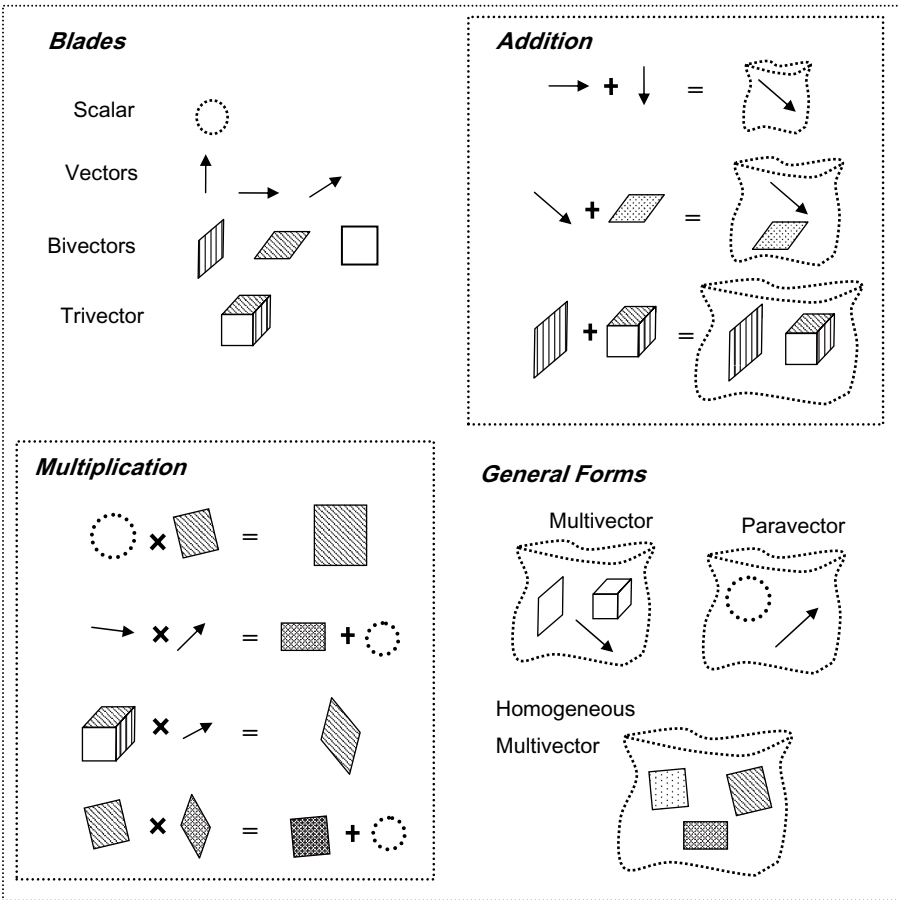 Blades
Scalar
Vectors
Bivectors
Trivector
Addition
+ =
+ =
+ =
Multiplication
× =
× = +
× =
× = +
General Forms
Multivector
Paravector
Homogeneous
Multivector